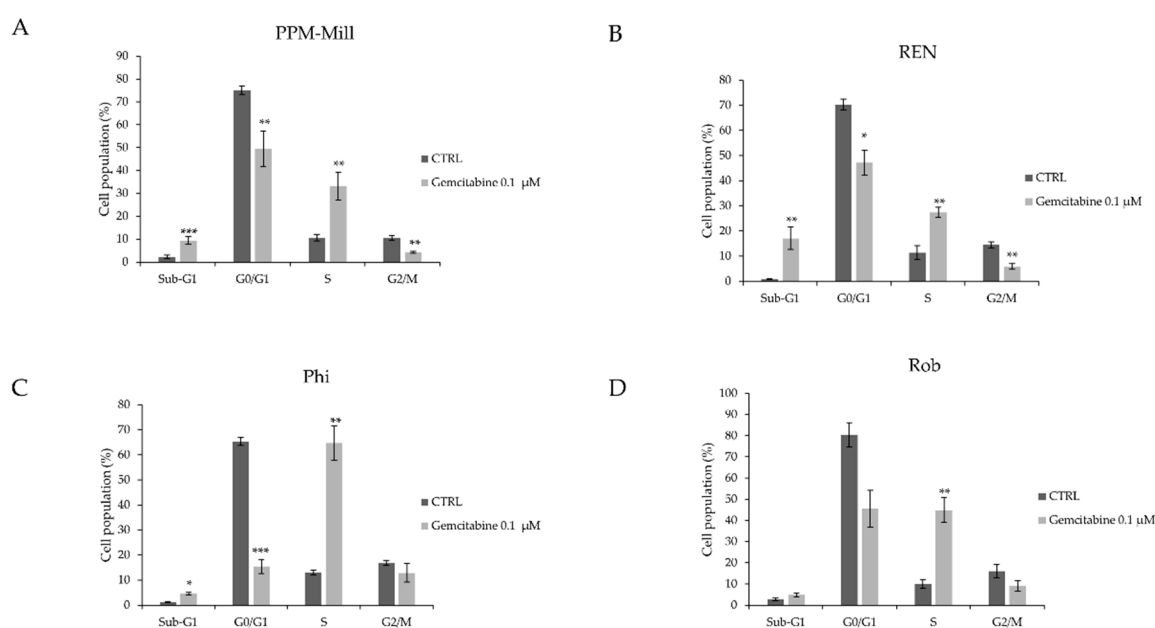 A
PPM-Mill
Cell population (%)
90
80
70
60
50
40
30
20
10
0
***
**
**
**
Sub-G1 G0/G1 S G2/M
CTRL
Gemcitabine 0.1 µM
B
REN
Cell population (%)
80
70
60
50
40
30
20
10
0
**
*
**
**
Sub-G1 G0/G1 S G2/M
CTRL
Gemcitabine 0.1 µM
C
Phi
Cell population (%)
80
70
60
50
40
30
20
10
0
*
***
**
Sub-G1 G0/G1 S G2/M
CTRL
Gemcitabine 0.1 µM
D
Rob
Cell population (%)
100
90
80
70
60
50
40
30
20
10
0
**
Sub-G1 G0/G1 S G2/M
CTRL
Gemcitabine 0.1 µM